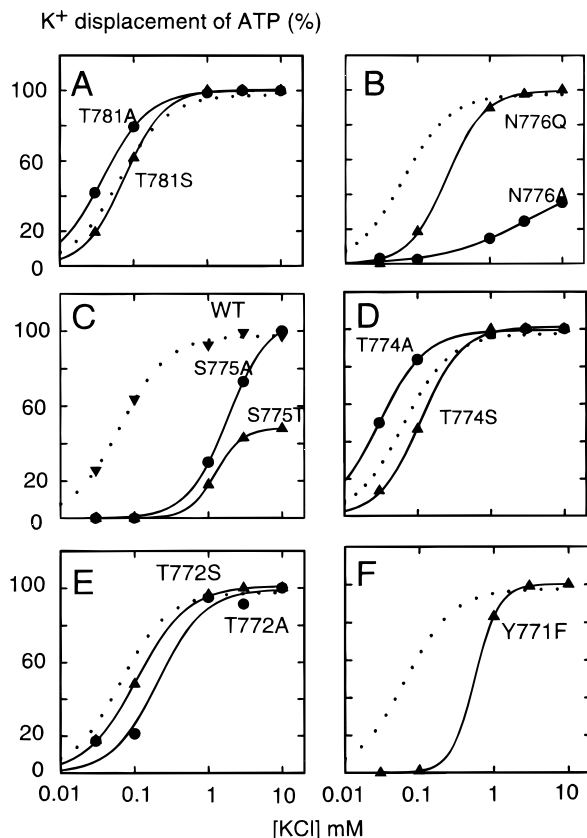 K+ displacement of ATP (%)
A
B
100
60
20
0
T781A
T781S
N776Q
N776A
C
WT
D
100
60
20
0
S775A
S775T
T774A
T774S
E
T772S
F
100
60
20
0
T772A
Y771F
0.01 0.1 1 10 0.01 0.1 1 10
[KCl] mM